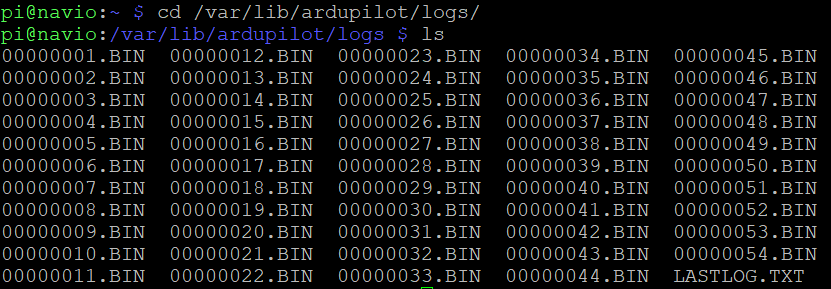 pi@navio:~ $ cd /var/lib/ardupilot/logs/
pi@navio:/var/lib/ardupilot/logs $ ls
00000001.BIN  00000012.BIN  00000023.BIN  00000034.BIN  00000045.BIN
00000002.BIN  00000013.BIN  00000024.BIN  00000035.BIN  00000046.BIN
00000003.BIN  00000014.BIN  00000025.BIN  00000036.BIN  00000047.BIN
00000004.BIN  00000015.BIN  00000026.BIN  00000037.BIN  00000048.BIN
00000005.BIN  00000016.BIN  00000027.BIN  00000038.BIN  00000049.BIN
00000006.BIN  00000017.BIN  00000028.BIN  00000039.BIN  00000050.BIN
00000007.BIN  00000018.BIN  00000029.BIN  00000040.BIN  00000051.BIN
00000008.BIN  00000019.BIN  00000030.BIN  00000041.BIN  00000052.BIN
00000009.BIN  00000020.BIN  00000031.BIN  00000042.BIN  00000053.BIN
00000010.BIN  00000021.BIN  00000032.BIN  00000043.BIN  00000054.BIN
00000011.BIN  00000022.BIN  00000033.BIN  00000044.BIN  LASTLOG.TXT